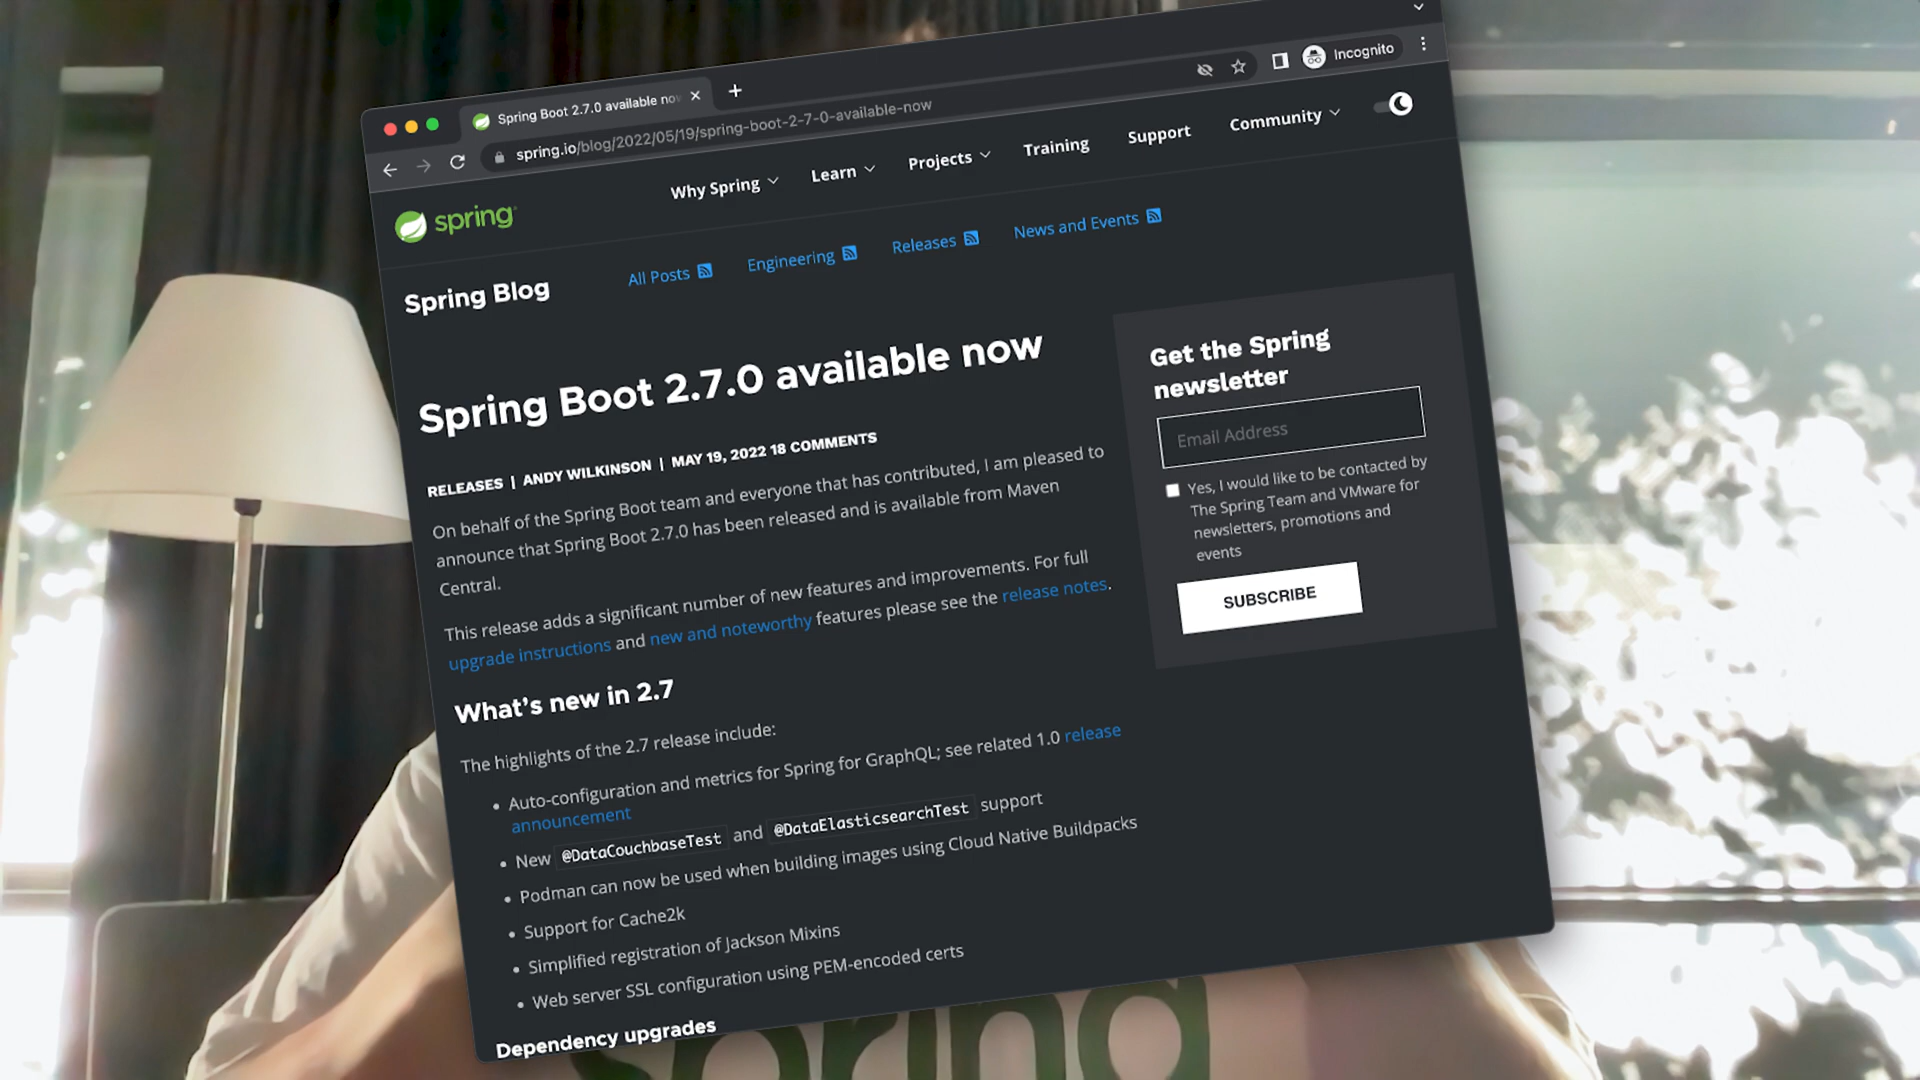 Spring Boot 2.7.0 available no
spring.io/blog/2022/05/19/spring-boot-2-7-0-available-now
Incognito
spring
Why Spring
Learn
Projects
Training
Support
Community
Spring Blog
All Posts
Engineering
Releases
News and Events
Spring Boot 2.7.0 available now
RELEASES | ANDY WILKINSON | MAY 19, 2022 18 COMMENTS
On behalf of the Spring Boot team and everyone that has contributed, I am pleased to
announce that Spring Boot 2.7.0 has been released and is available from Maven
Central.
This release adds a significant number of new features and improvements. For full
upgrade instructions and new and noteworthy features please see the release notes.
What's new in 2.7
The highlights of the 2.7 release include:
• Auto-configuration and metrics for Spring for GraphQL; see related 1.0 release
announcement
• New @DataCouchbaseTest and @DataElasticsearchTest support
• Podman can now be used when building images using Cloud Native Buildpacks
• Support for Cache2k
• Simplified registration of Jackson Mixins
• Web server SSL configuration using PEM-encoded certs
Dependency upgrades
Get the Spring
newsletter
Email Address
Yes, I would like to be contacted by
The Spring Team and VMware for
newsletters, promotions and
events
SUBSCRIBE
spring